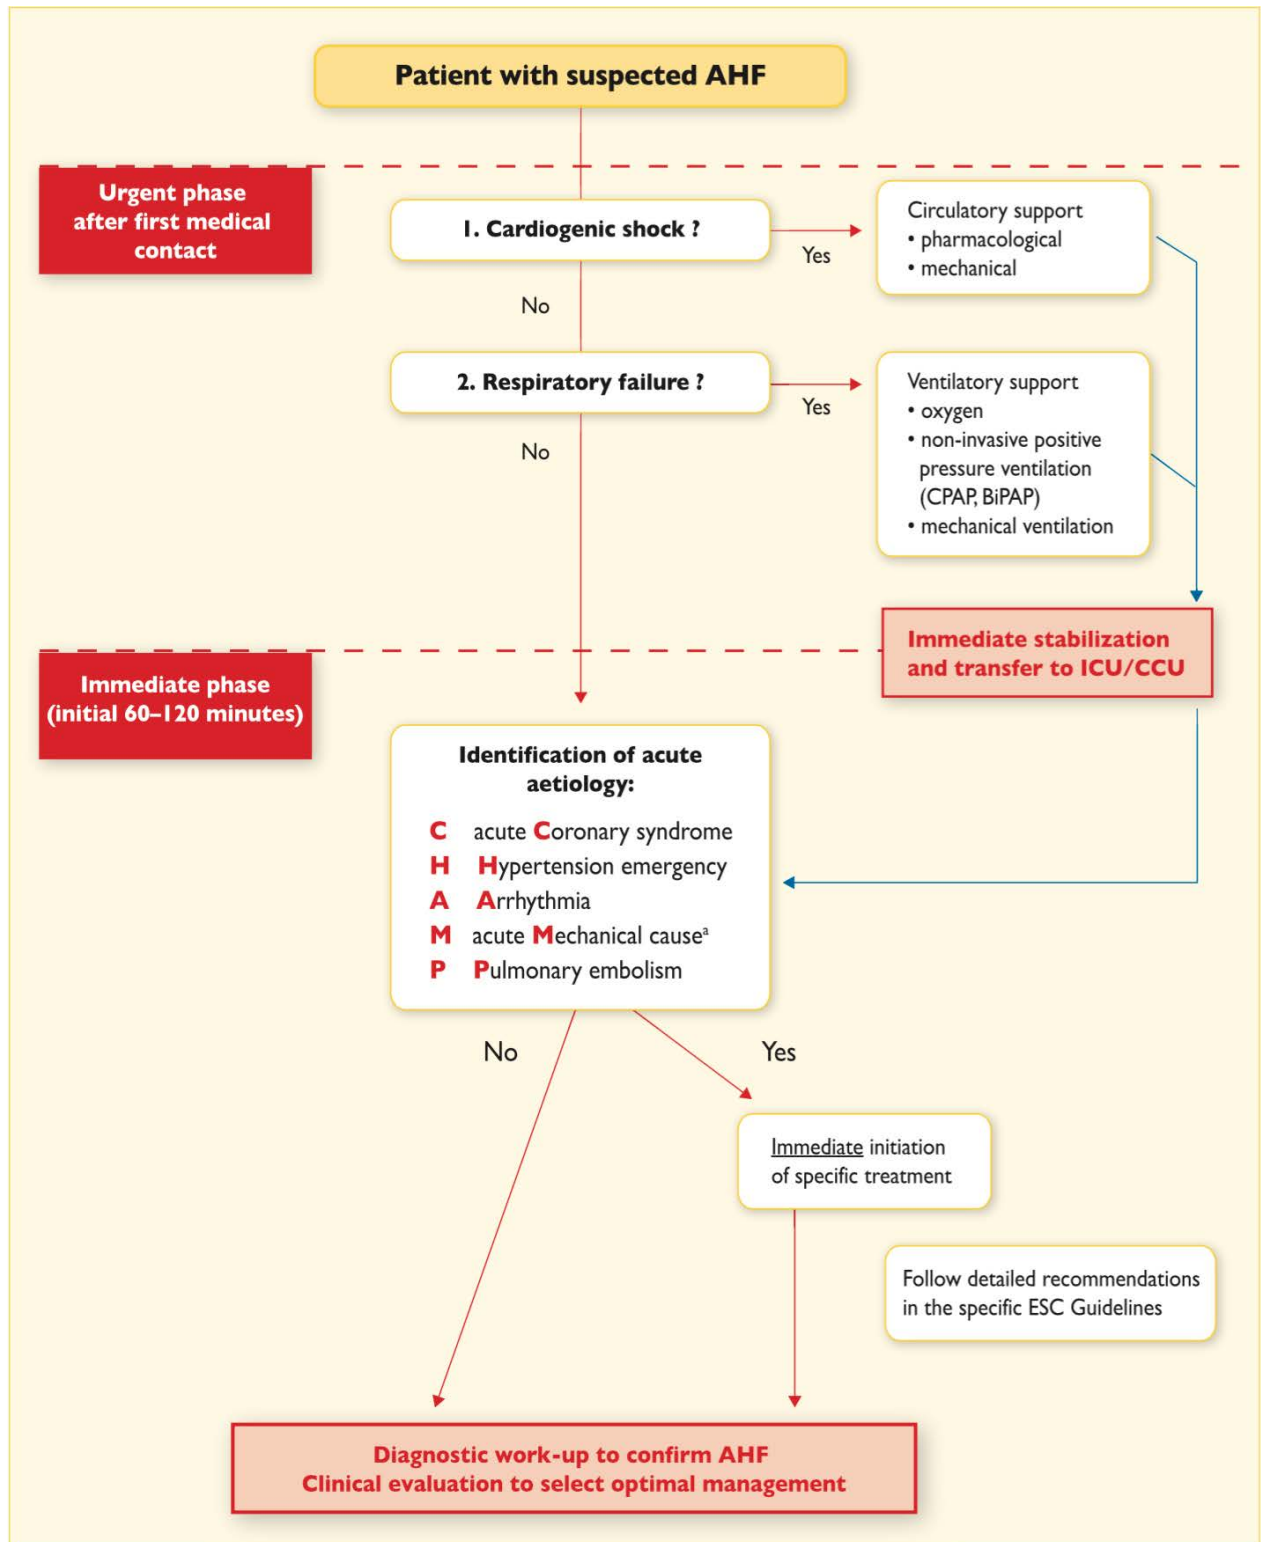 Patient with suspected AHF
Urgent phase
after first medical
contact
1. Cardiogenic shock ?
Yes
Circulatory support
• pharmacological
• mechanical
No
2. Respiratory failure ?
Yes
Ventilatory support
• oxygen
• non-invasive positive
pressure ventilation
(CPAP, BiPAP)
• mechanical ventilation
No
Immediate stabilization
and transfer to ICU/CCU
Immediate phase
(initial 60–120 minutes)
Identification of acute
aetiology:
C acute Coronary syndrome
H Hypertension emergency
A Arrhythmia
M acute Mechanical causeᵃ
P Pulmonary embolism
No
Yes
Immediate initiation
of specific treatment
Follow detailed recommendations
in the specific ESC Guidelines
Diagnostic work-up to confirm AHF
Clinical evaluation to select optimal management